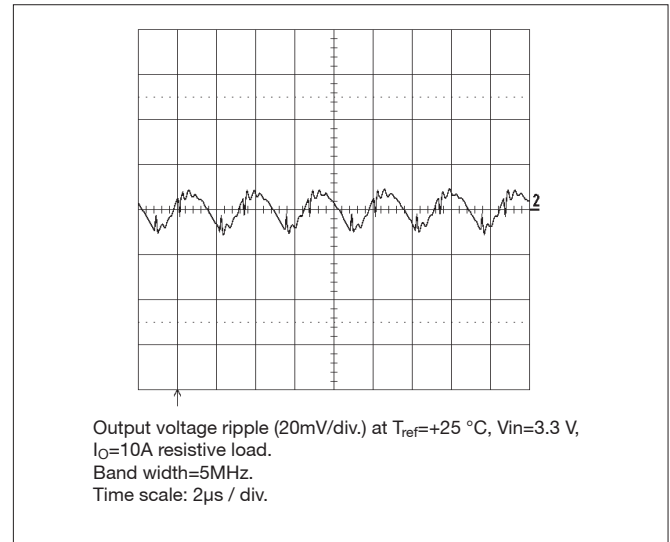 2
Output voltage ripple (20mV/div.) at Tref=+25 °C, Vin=3.3 V,
IO=10A resistive load.
Band width=5MHz.
Time scale: 2µs / div.